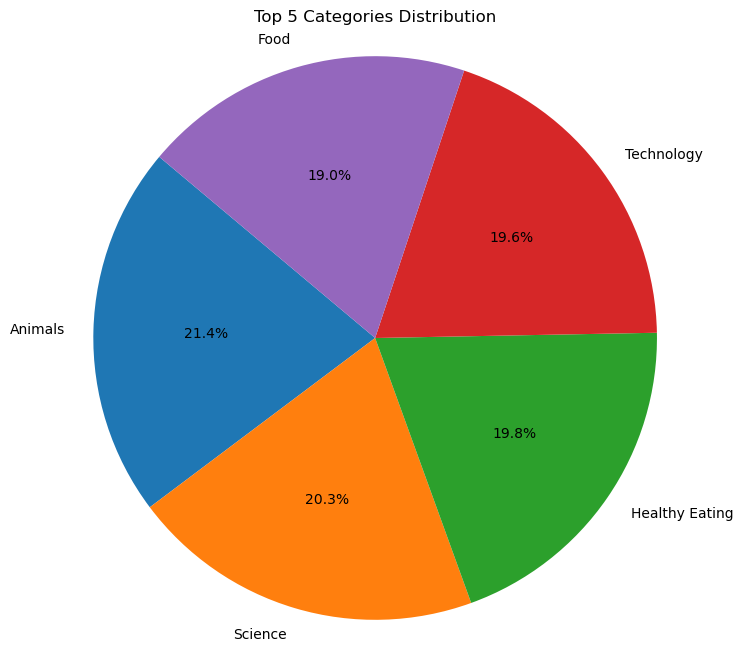 Top 5 Categories Distribution
Food
Technology
19.0%
19.6%
Animals
21.4%
19.8%
20.3%
Healthy Eating
Science